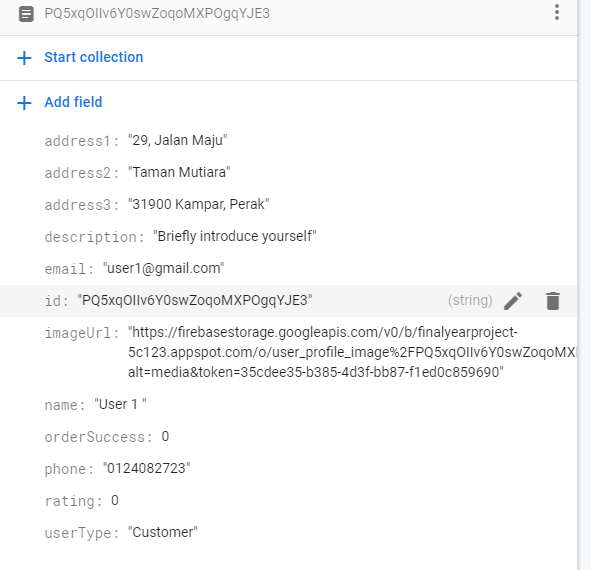 PQ5xqOIIv6Y0swZoqoMXPOgqYJE3
Start collection
Add field
address1: "29, Jalan Maju"
address2: "Taman Mutiara"
address3: "31900 Kampar, Perak"
description: "Briefly introduce yourself"
email: "user1@gmail.com"
id: "PQ5xqOIIv6Y0swZoqoMXPOgqYJE3" (string)
imageUrl: "https://firebasestorage.googleapis.com/v0/b/finalyearproject-
5c123.appspot.com/o/user_profile_image%2FPQ5xqOIIv6Y0swZoqoMX
alt=media&token=35cdee35-b385-4d3f-bb87-f1ed0c859690"
name: "User 1 "
orderSuccess: 0
phone: "0124082723"
rating: 0
userType: "Customer"